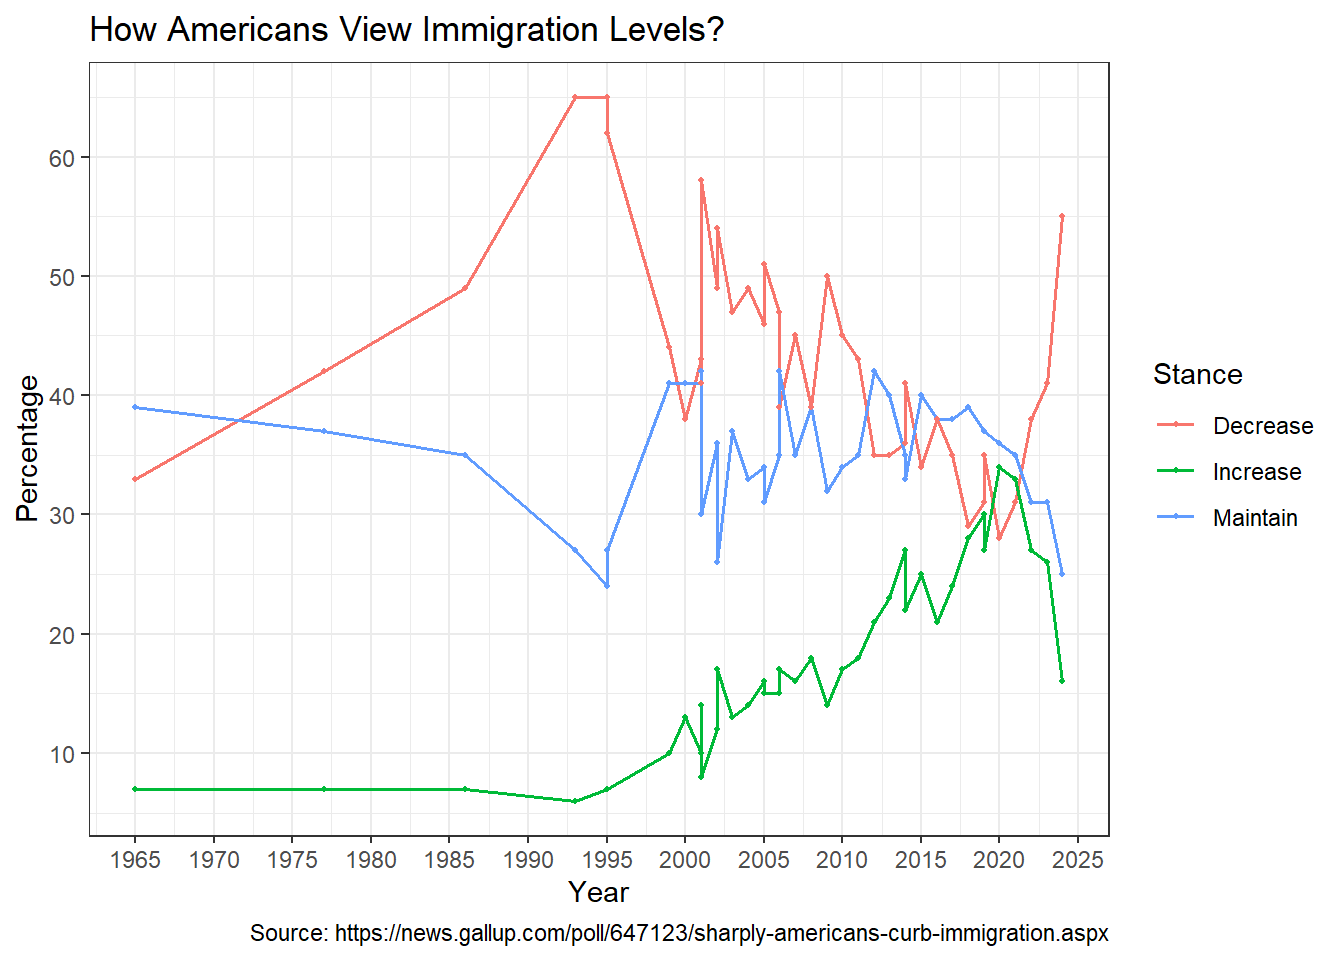 How Americans View Immigration Levels?
Percentage
60
50
40
30
20
10
1965 1970 1975 1980 1985 1990 1995 2000 2005 2010 2015 2020 2025
Year
Stance
Decrease
Increase
Maintain
Source: https://news.gallup.com/poll/647123/sharply-americans-curb-immigration.aspx